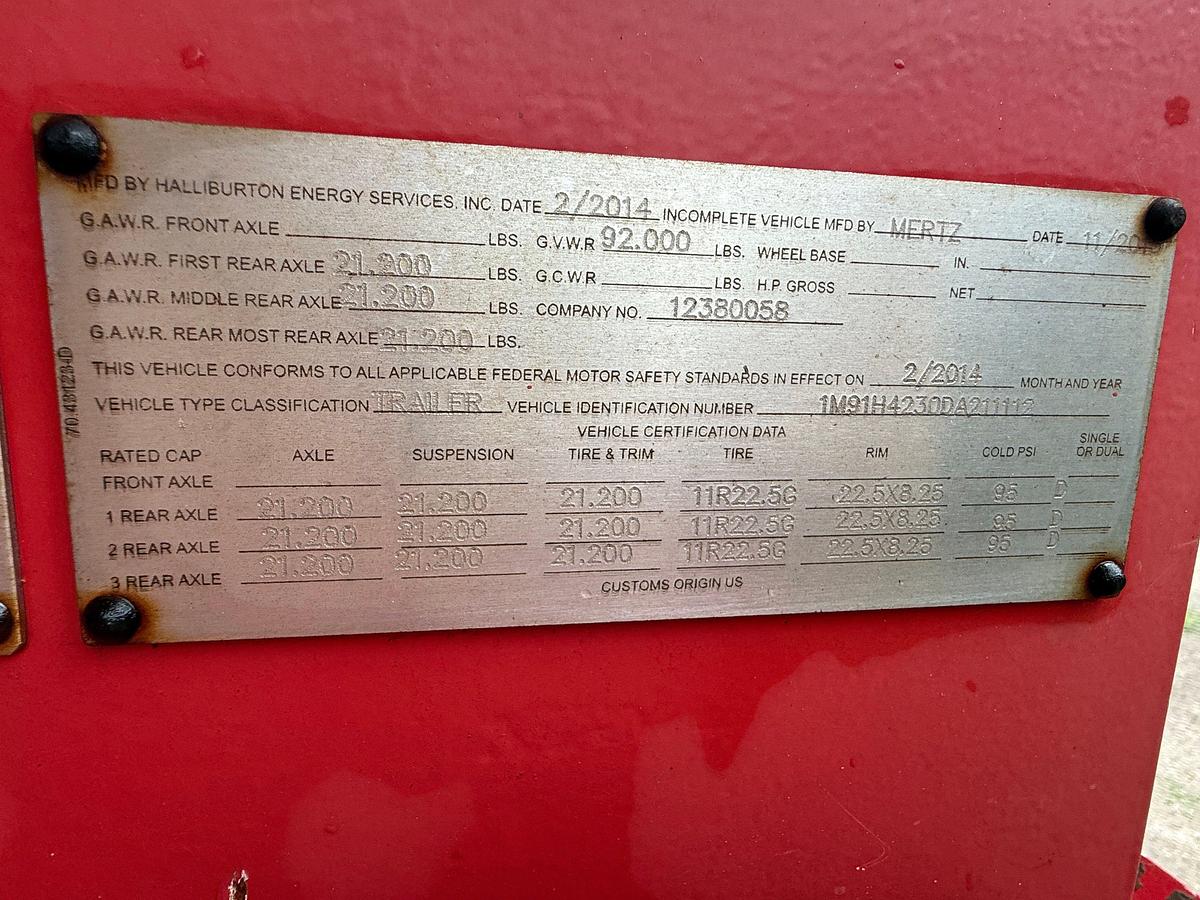 MFD BY HALLIBURTON ENERGY SERVICES, INC. DATE 2/2014 INCOMPLETE VEHICLE MFD BY MERTZ DATE
G.A.W.R. FRONT AXLE LBS. G.V.W.R 92.000 LBS. WHEEL BASE IN.
G.A.W.R. FIRST REAR AXLE 21.200 LBS. G.C.W.R LBS. H.P. GROSS NET
G.A.W.R. MIDDLE REAR AXLE 21.200 LBS. COMPANY NO. 12380058
G.A.W.R. REAR MOST REAR AXLE 21.200 LBS.
THIS VEHICLE CONFORMS TO ALL APPLICABLE FEDERAL MOTOR SAFETY STANDARDS IN EFFECT ON 2/2014 MONTH AND YEAR
VEHICLE TYPE CLASSIFICATION TRAILER VEHICLE IDENTIFICATION NUMBER 1M91H4230DA211112
VEHICLE CERTIFICATION DATA
RATED CAP AXLE SUSPENSION TIRE & TRIM TIRE RIM COLD PSI SINGLE OR DUAL
FRONT AXLE
1 REAR AXLE 21.200 21.200 21.200 11R22.5G 22.5X8.25 95 D
2 REAR AXLE 21.200 21.200 21.200 11R22.5G 22.5X8.25 95 D
3 REAR AXLE 21.200 21.200 21.200 11R22.5G 22.5X8.25 95 D
CUSTOMS ORIGIN US